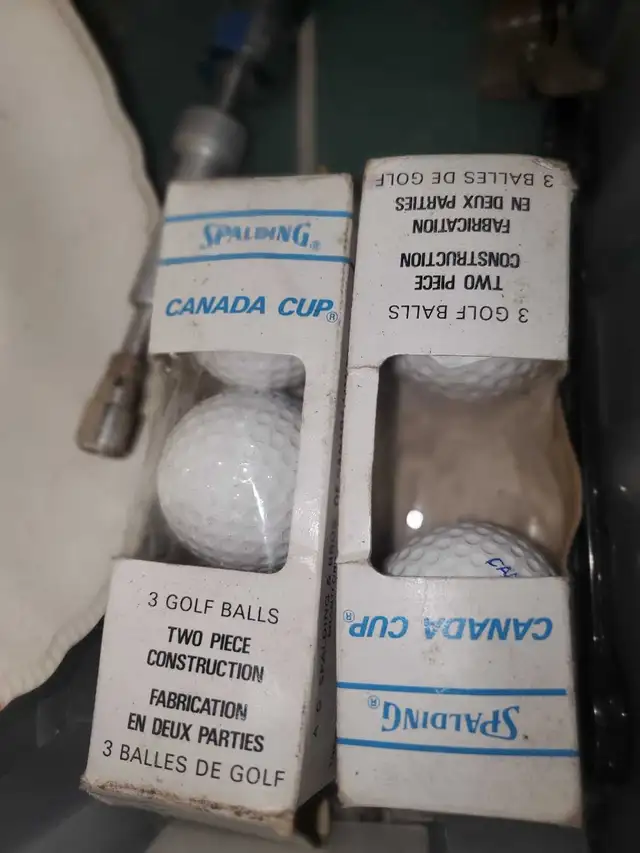 SPALDING®
CANADA CUP®
3 GOLF BALLS
TWO PIECE
CONSTRUCTION
FABRICATION
EN DEUX PARTIES
3 BALLES DE GOLF
SPALDING®
CANADA CUP®
3 GOLF BALLS
TWO PIECE
CONSTRUCTION
FABRICATION
EN DEUX PARTIES
3 BALLES DE GOLF